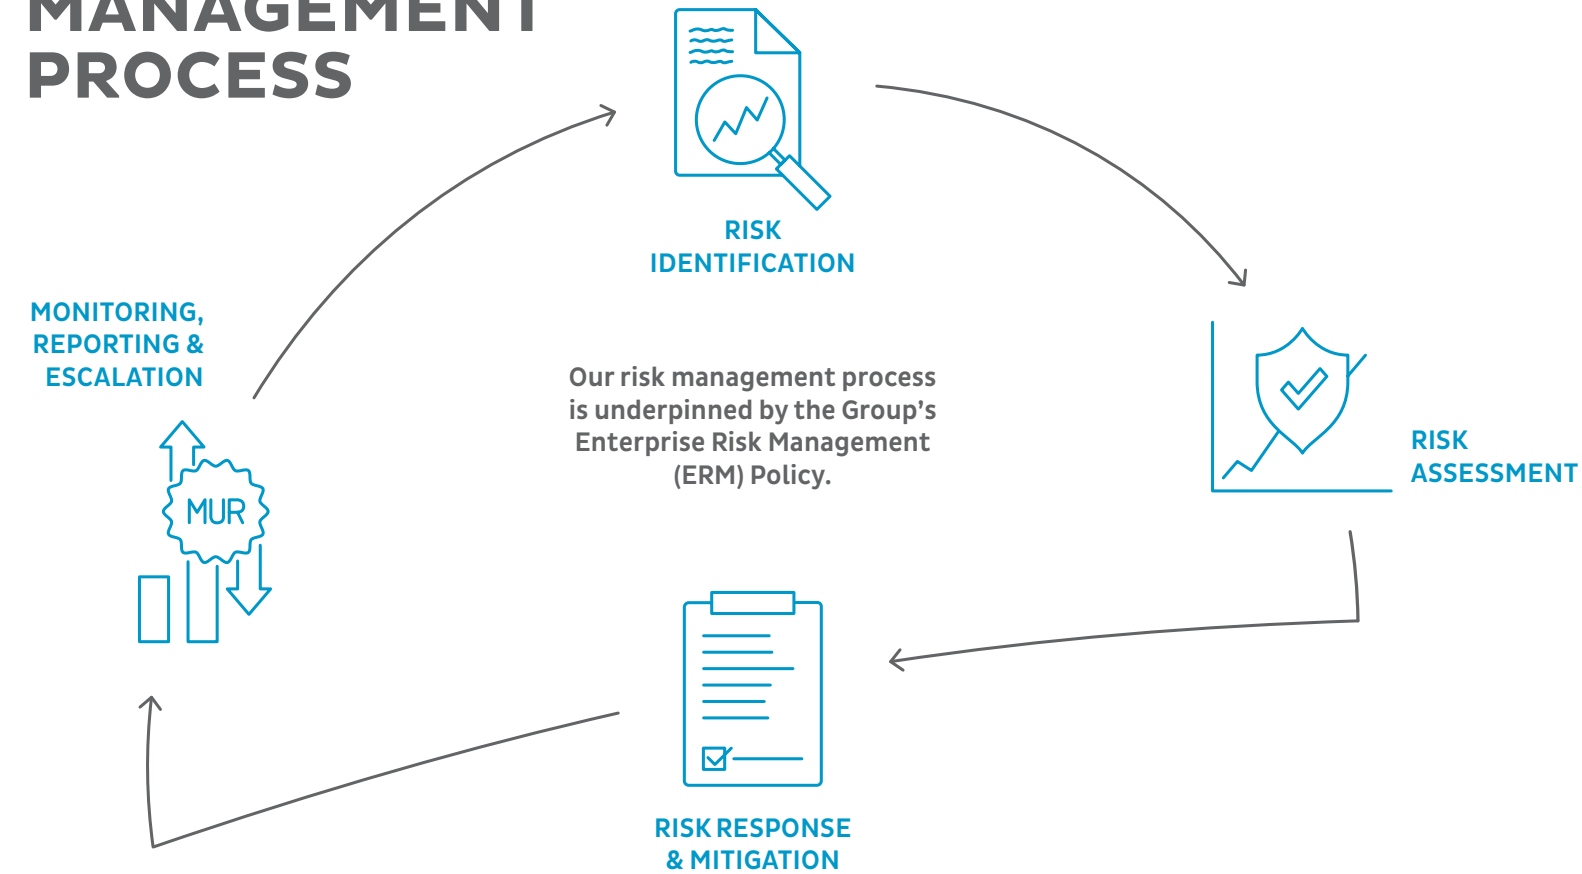 MANAGEMENT
PROCESS
RISK
IDENTIFICATION
MONITORING,
REPORTING &
ESCALATION
Our risk management process
is underpinned by the Group’s
Enterprise Risk Management
(ERM) Policy.
RISK
ASSESSMENT
MUR
RISK RESPONSE
& MITIGATION